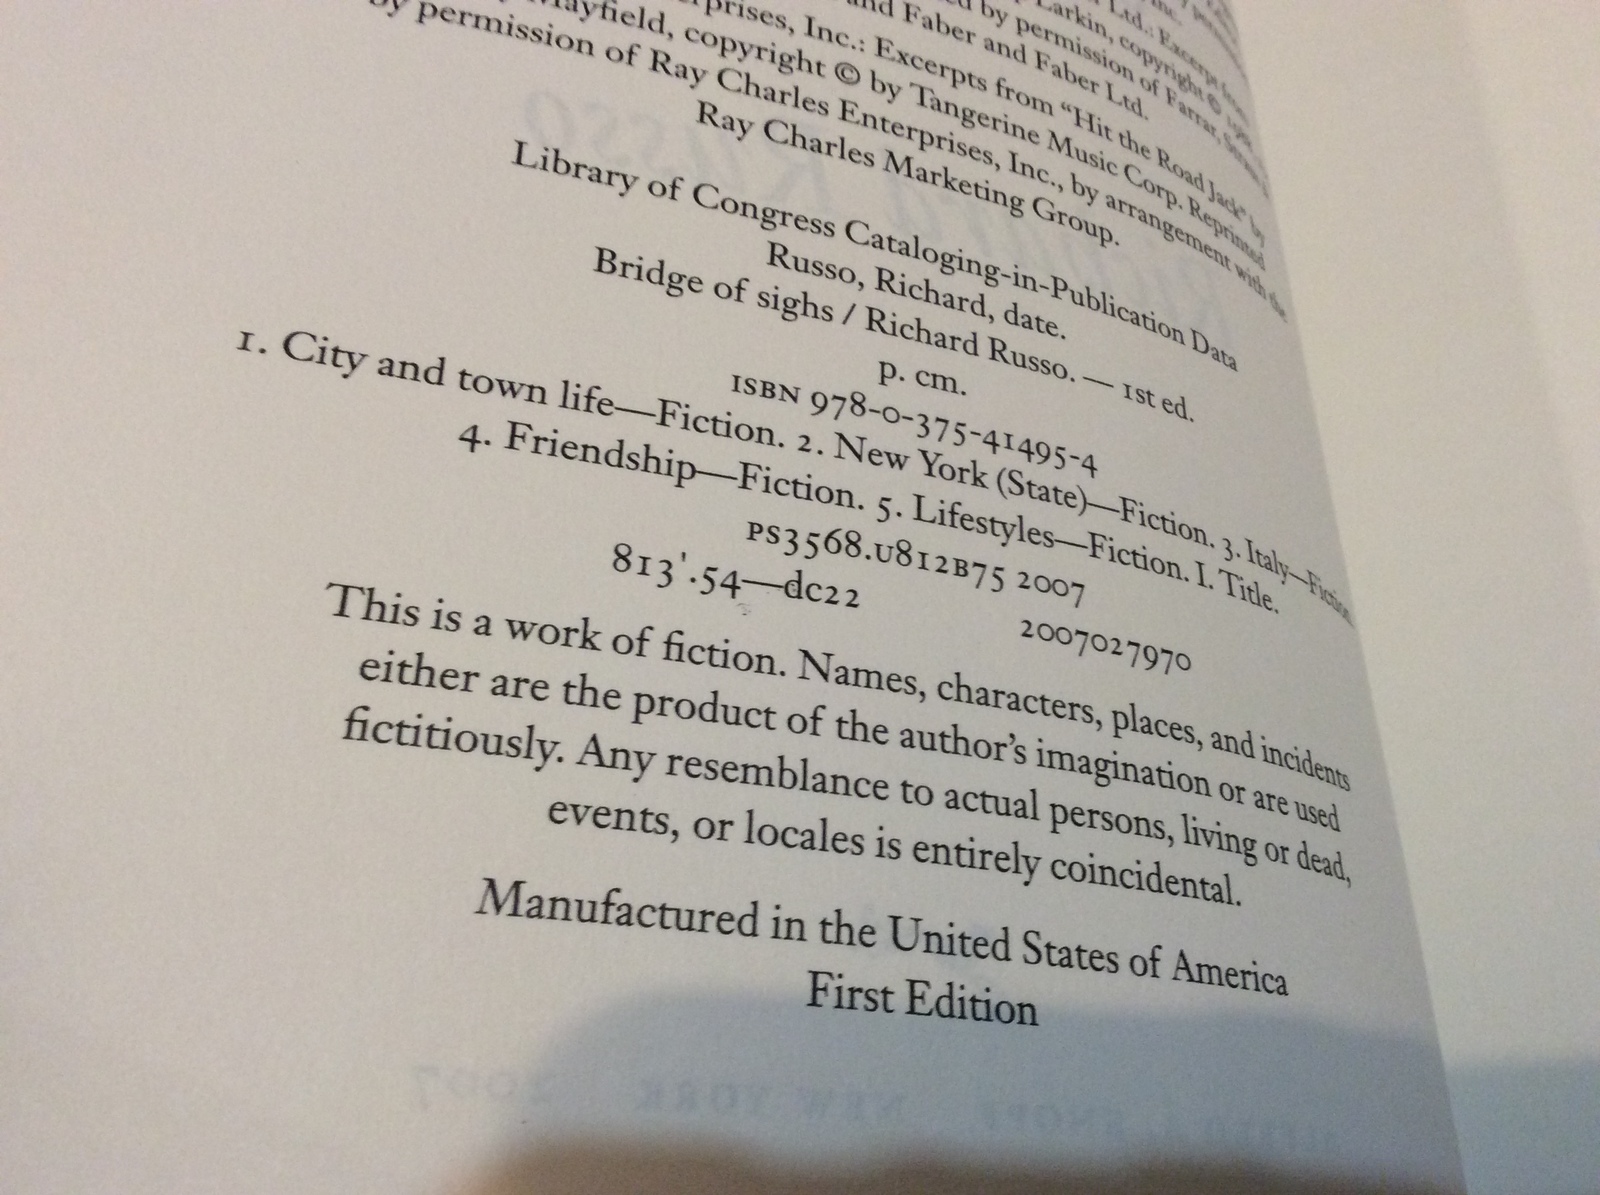 Ltd.: Excerpt from
Larkin, copyright © 1988
by permission of Farrar,
and Faber and Faber Ltd.
Inc.: Excerpts from “Hit the Road Jack” by
Mayfield, copyright © by Tangerine Music Corp. Reprinted
by permission of Ray Charles Enterprises, Inc., by arrangement with the
Ray Charles Marketing Group.
Library of Congress Cataloging-in-Publication Data
Russo, Richard, date.
Bridge of sighs / Richard Russo. — 1st ed.
p. cm.
ISBN 978-0-375-41495-4
1. City and town life—Fiction. 2. New York (State)—Fiction. 3. Italy—Fiction
4. Friendship—Fiction. 5. Lifestyles—Fiction. I. Title.
PS3568.U812B75 2007
813'.54—dc22 2007027970
This is a work of fiction. Names, characters, places, and incidents
either are the product of the author’s imagination or are used
fictitiously. Any resemblance to actual persons, living or dead,
events, or locales is entirely coincidental.
Manufactured in the United States of America
First Edition